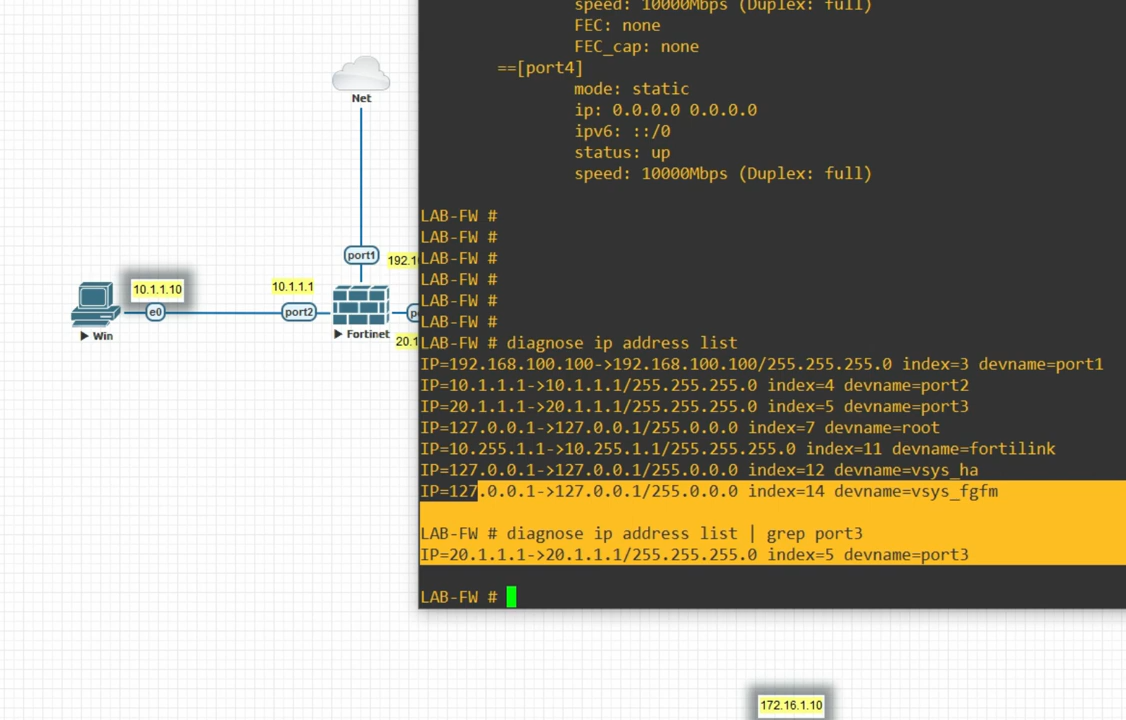 Net
port1
192.1
10.1.1.10
e0
Win
10.1.1.1
port2
Fortinet
20.1
speed: 10000Mbps (Duplex: full)
FEC: none
FEC_cap: none
==[port4]
mode: static
ip: 0.0.0.0 0.0.0.0
ipv6: ::/0
status: up
speed: 10000Mbps (Duplex: full)
LAB-FW #
LAB-FW #
LAB-FW #
LAB-FW #
LAB-FW #
LAB-FW #
LAB-FW # diagnose ip address list
IP=192.168.100.100->192.168.100.100/255.255.255.0 index=3 devname=port1
IP=10.1.1.1->10.1.1.1/255.255.255.0 index=4 devname=port2
IP=20.1.1.1->20.1.1.1/255.255.255.0 index=5 devname=port3
IP=127.0.0.1->127.0.0.1/255.0.0.0 index=7 devname=root
IP=10.255.1.1->10.255.1.1/255.255.255.0 index=11 devname=fortilink
IP=127.0.0.1->127.0.0.1/255.0.0.0 index=12 devname=vsys_ha
IP=127.0.0.1->127.0.0.1/255.0.0.0 index=14 devname=vsys_fgfm
LAB-FW # diagnose ip address list | grep port3
IP=20.1.1.1->20.1.1.1/255.255.255.0 index=5 devname=port3
LAB-FW #
172.16.1.10